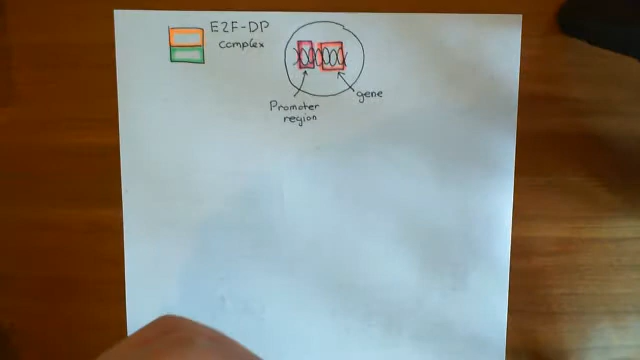 E2F-DP
complex
Promoter
region
gene